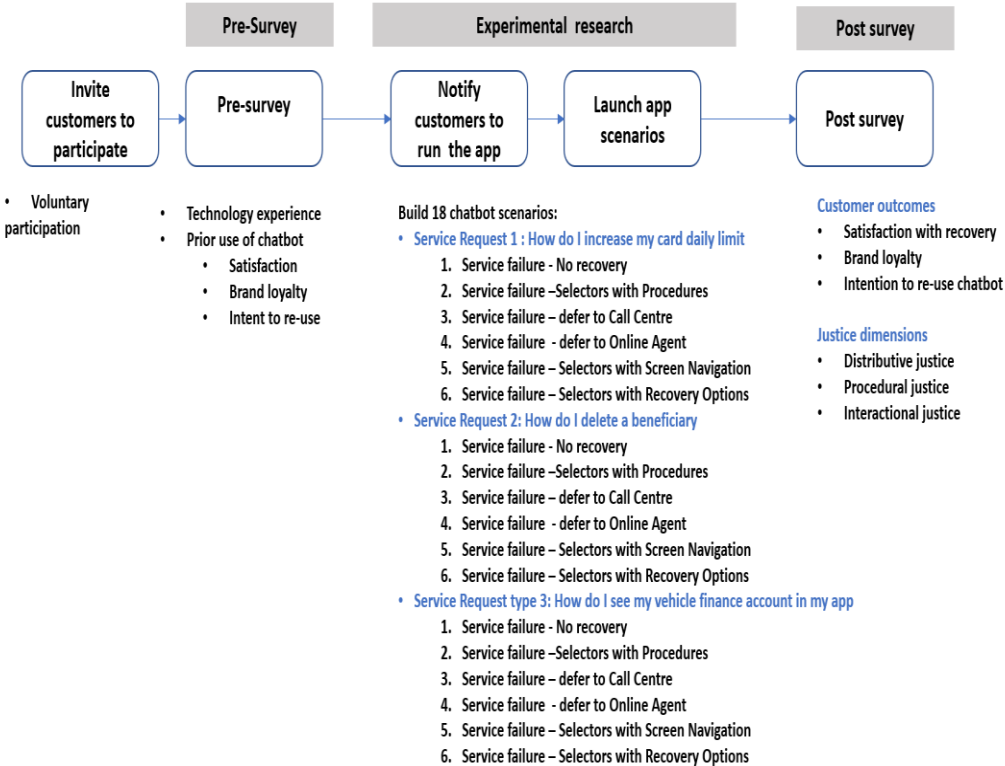 Pre-Survey
Experimental research
Post survey
Invite
customers to
participate
Pre-survey
Notify
customers to
run the app
Launch app
scenarios
Post survey
• Voluntary
participation
• Technology experience
• Prior use of chatbot
• Satisfaction
• Brand loyalty
• Intent to re-use
Build 18 chatbot scenarios:
• Service Request 1 : How do I increase my card daily limit
1. Service failure - No recovery
2. Service failure –Selectors with Procedures
3. Service failure – defer to Call Centre
4. Service failure - defer to Online Agent
5. Service failure – Selectors with Screen Navigation
6. Service failure – Selectors with Recovery Options
• Service Request 2: How do I delete a beneficiary
1. Service failure - No recovery
2. Service failure –Selectors with Procedures
3. Service failure – defer to Call Centre
4. Service failure - defer to Online Agent
5. Service failure – Selectors with Screen Navigation
6. Service failure – Selectors with Recovery Options
• Service Request type 3: How do I see my vehicle finance account in my app
1. Service failure - No recovery
2. Service failure –Selectors with Procedures
3. Service failure – defer to Call Centre
4. Service failure - defer to Online Agent
5. Service failure – Selectors with Screen Navigation
6. Service failure – Selectors with Recovery Options
Customer outcomes
• Satisfaction with recovery
• Brand loyalty
• Intention to re-use chatbot
Justice dimensions
• Distributive justice
• Procedural justice
• Interactional justice